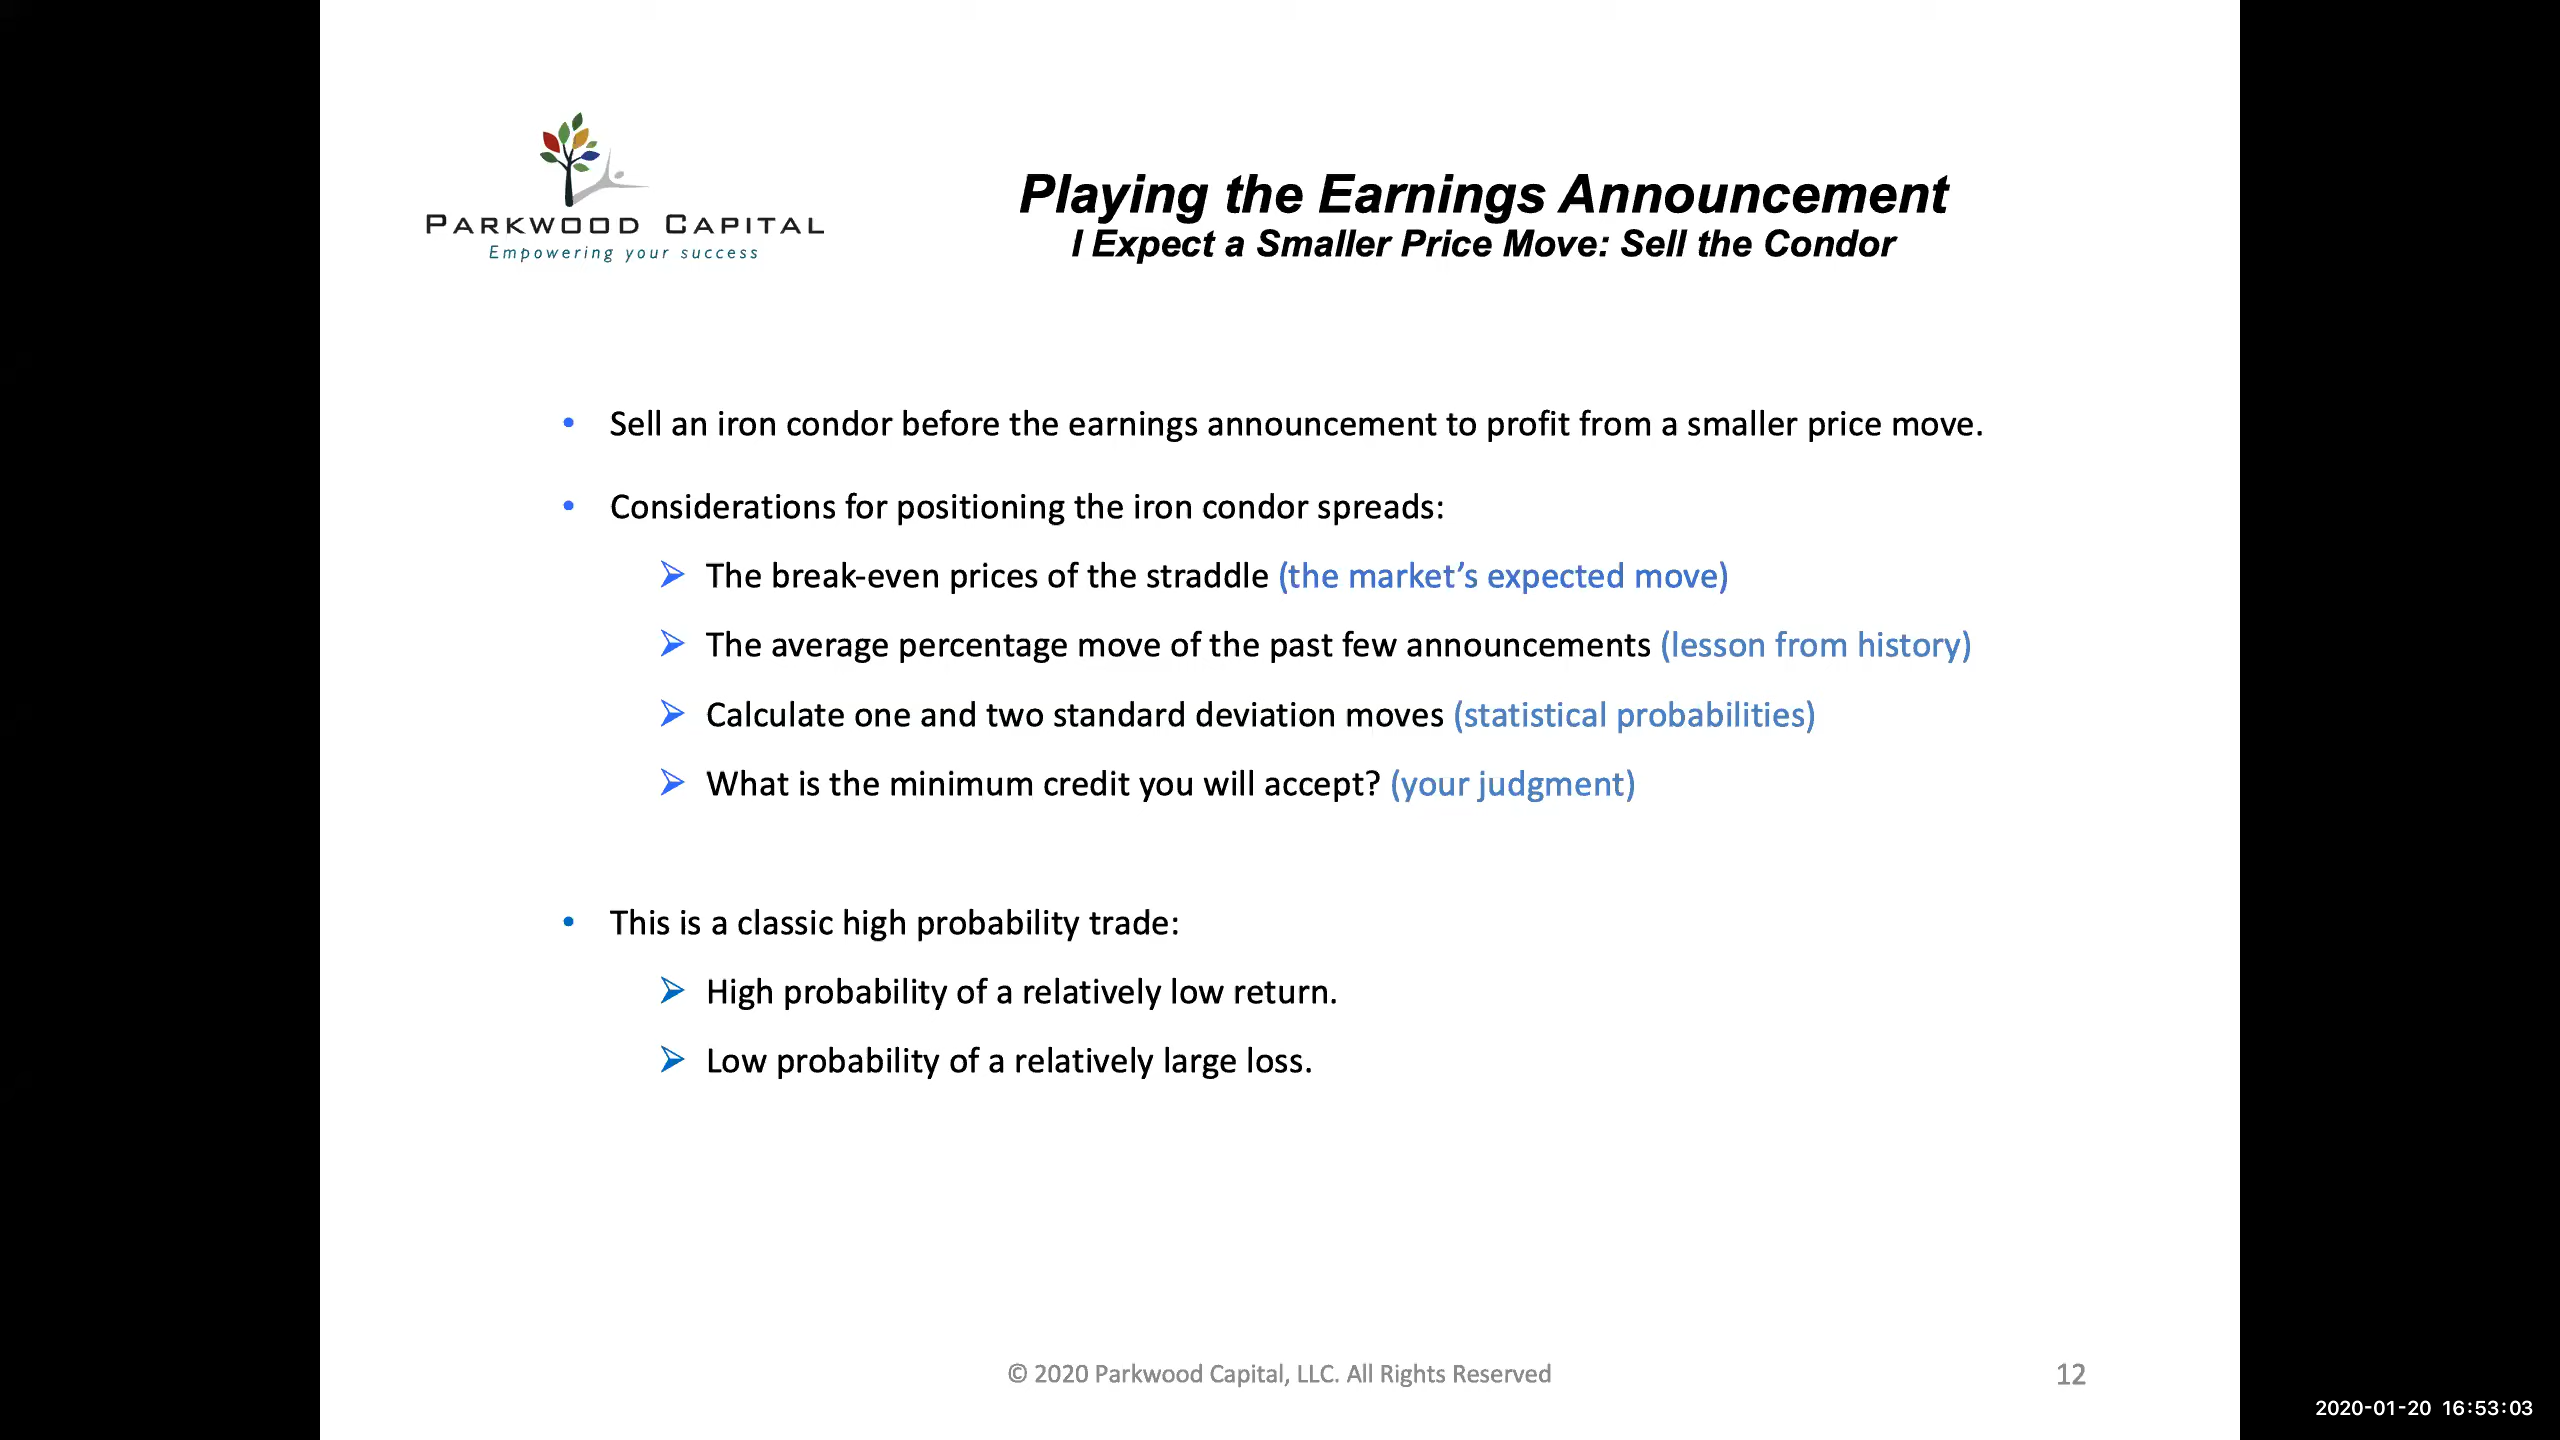 PARKWOOD CAPITAL
Empowering your success
Playing the Earnings Announcement
I Expect a Smaller Price Move: Sell the Condor
• Sell an iron condor before the earnings announcement to profit from a smaller price move.
• Considerations for positioning the iron condor spreads:
➢ The break-even prices of the straddle (the market’s expected move)
➢ The average percentage move of the past few announcements (lesson from history)
➢ Calculate one and two standard deviation moves (statistical probabilities)
➢ What is the minimum credit you will accept? (your judgment)
• This is a classic high probability trade:
➢ High probability of a relatively low return.
➢ Low probability of a relatively large loss.
© 2020 Parkwood Capital, LLC. All Rights Reserved
12
2020-01-20 16:53:03